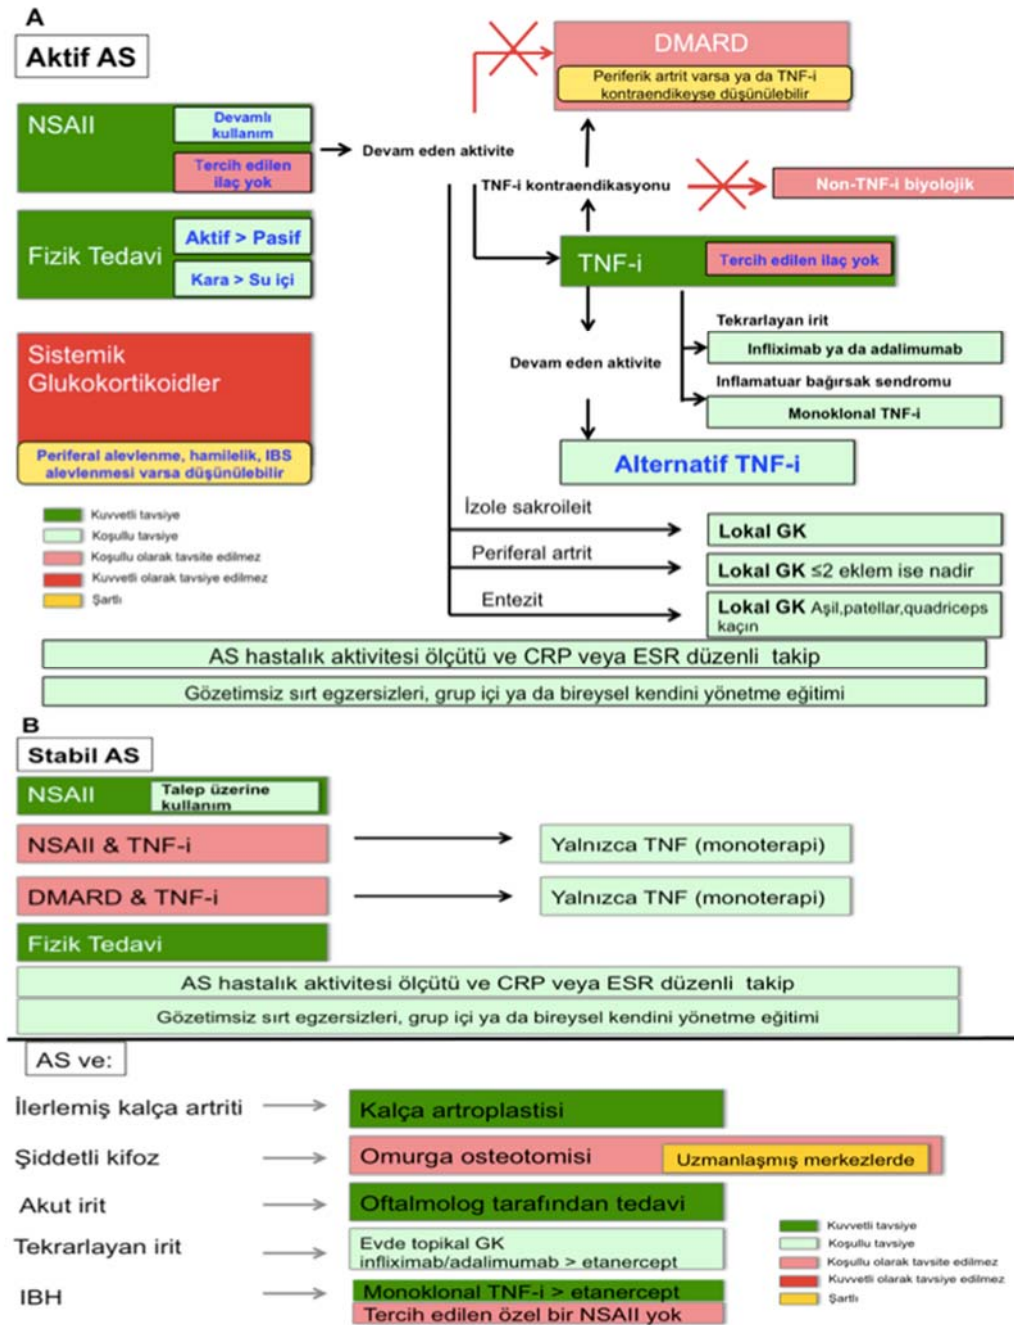 A
Aktif AS
NSAII
Devamlı
kullanım
Tercih edilen
ilaç yok
Fizik Tedavi
Aktif > Pasif
Kara > Su içi
Sistemik
Glukokortikoidler
Periferal alevlenme, hamilelik, IBS
alevlenmesi varsa düşünülebilir
Kuvvetli tavsiye
Koşullu tavsiye
Koşullu olarak tavsite edilmez
Kuvvetli olarak tavsiye edilmez
Şartlı
Devam eden aktivite
DMARD
Periferik artrit varsa ya da TNF-i
kontraendikeyse düşünülebilir
TNF-i kontraendikasyonu
Non-TNF-i biyolojik
TNF-i
Tercih edilen ilaç yok
Tekrarlayan irit
Infliximab ya da adalimumab
Inflamatuar bağırsak sendromu
Monoklonal TNF-i
Devam eden aktivite
Alternatif TNF-i
İzole sakroileit
Lokal GK
Periferal artrit
Lokal GK ≤2 eklem ise nadir
Entezit
Lokal GK Aşil,patellar,quadriceps
kaçın
AS hastalık aktivitesi ölçütü ve CRP veya ESR düzenli takip
Gözetimsiz sırt egzersizleri, grup içi ya da bireysel kendini yönetme eğitimi
B
Stabil AS
NSAII
Talep üzerine
kullanım
NSAII & TNF-i
Yalnızca TNF (monoterapi)
DMARD & TNF-i
Yalnızca TNF (monoterapi)
Fizik Tedavi
AS hastalık aktivitesi ölçütü ve CRP veya ESR düzenli takip
Gözetimsiz sırt egzersizleri, grup içi ya da bireysel kendini yönetme eğitimi
AS ve:
İlerlemiş kalça artriti
Kalça artroplastisi
Şiddetli kifoz
Omurga osteotomisi
Uzmanlaşmış merkezlerde
Akut irit
Oftalmolog tarafından tedavi
Tekrarlayan irit
Evde topikal GK
infliximab/adalimumab > etanercept
IBH
Monoklonal TNF-i > etanercept
Tercih edilen özel bir NSAII yok
Kuvvetli tavsiye
Koşullu tavsiye
Koşullu olarak tavsite edilmez
Kuvvetli olarak tavsiye edilmez
Şartlı